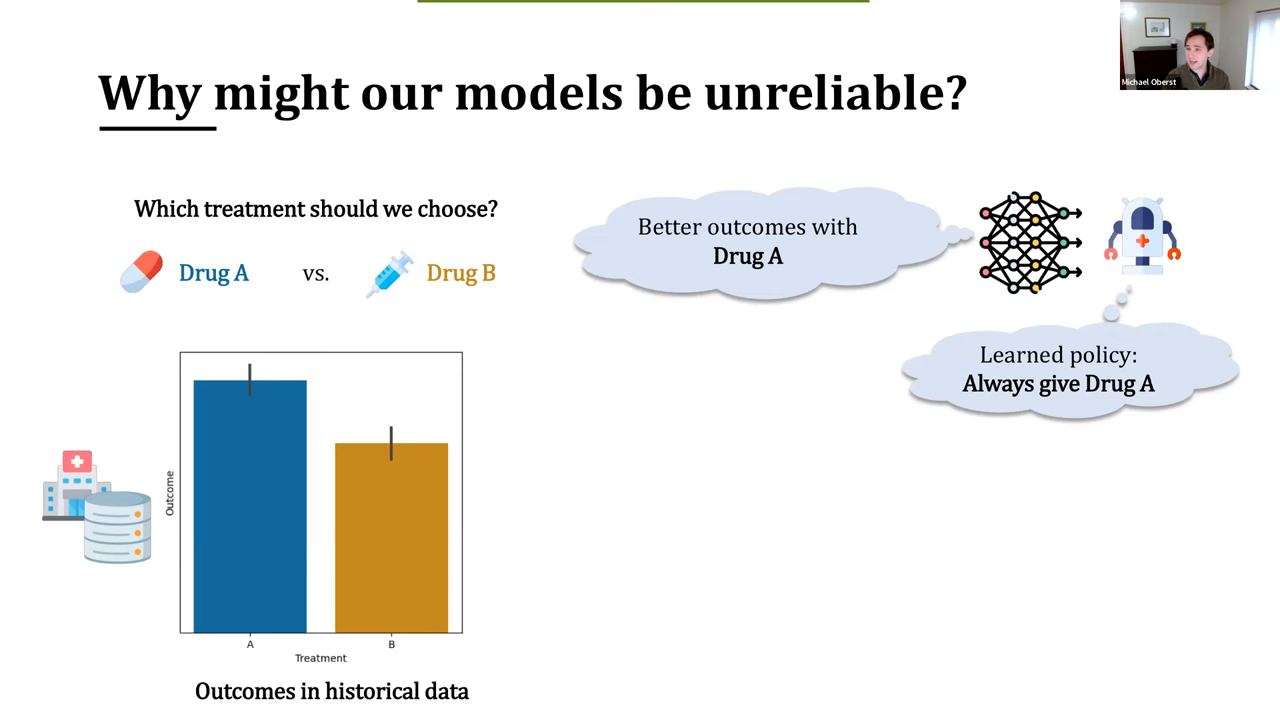 Why might our models be unreliable?
Michael Oberst
Which treatment should we choose?
Drug A vs. Drug B
Better outcomes with
Drug A
Learned policy:
Always give Drug A
Outcome
A B
Treatment
Outcomes in historical data